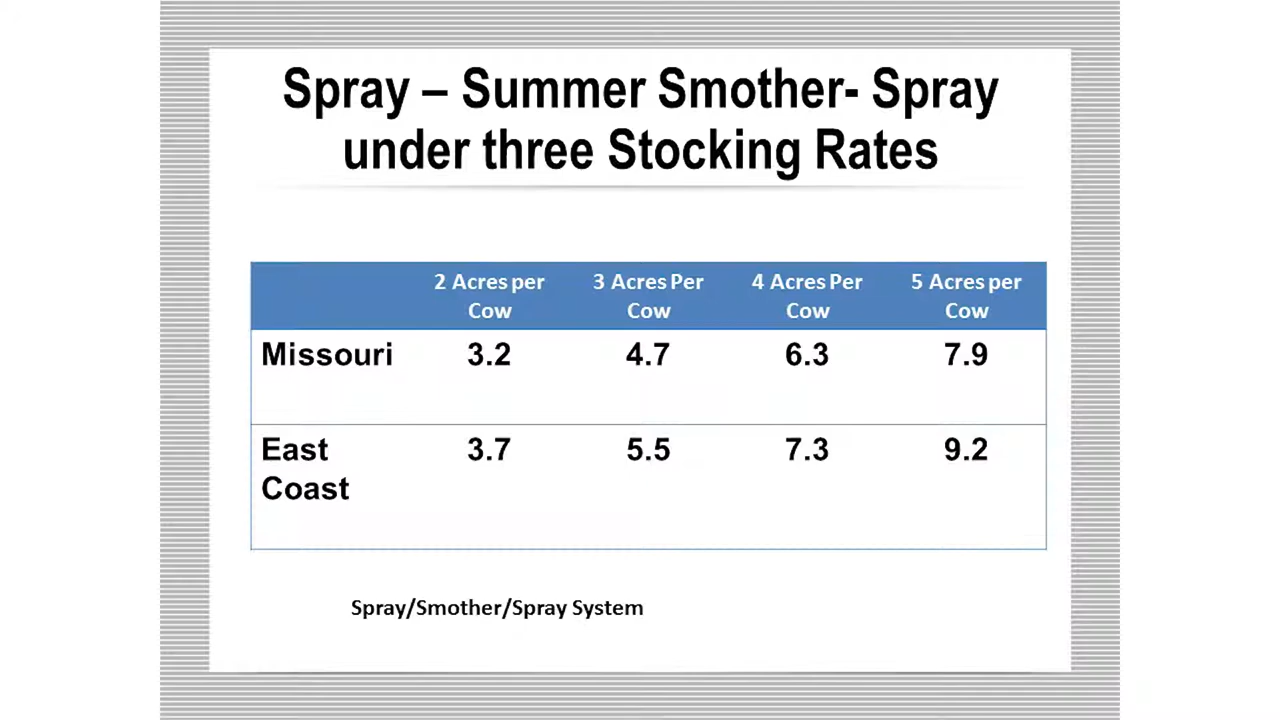 Spray – Summer Smother- Spray
under three Stocking Rates
2 Acres per Cow 3 Acres Per Cow 4 Acres Per Cow 5 Acres per Cow
Missouri 3.2 4.7 6.3 7.9
East Coast 3.7 5.5 7.3 9.2
Spray/Smother/Spray System